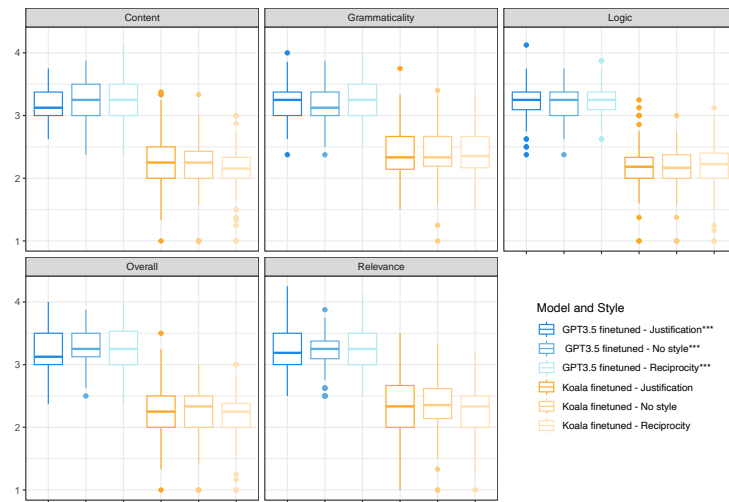 Content
Grammaticality
Logic
4
3
2
1
Overall
Relevance
4
3
2
1
Model and Style
GPT3.5 finetuned - Justification***
GPT3.5 finetuned - No style***
GPT3.5 finetuned - Reciprocity***
Koala finetuned - Justification
Koala finetuned - No style
Koala finetuned - Reciprocity